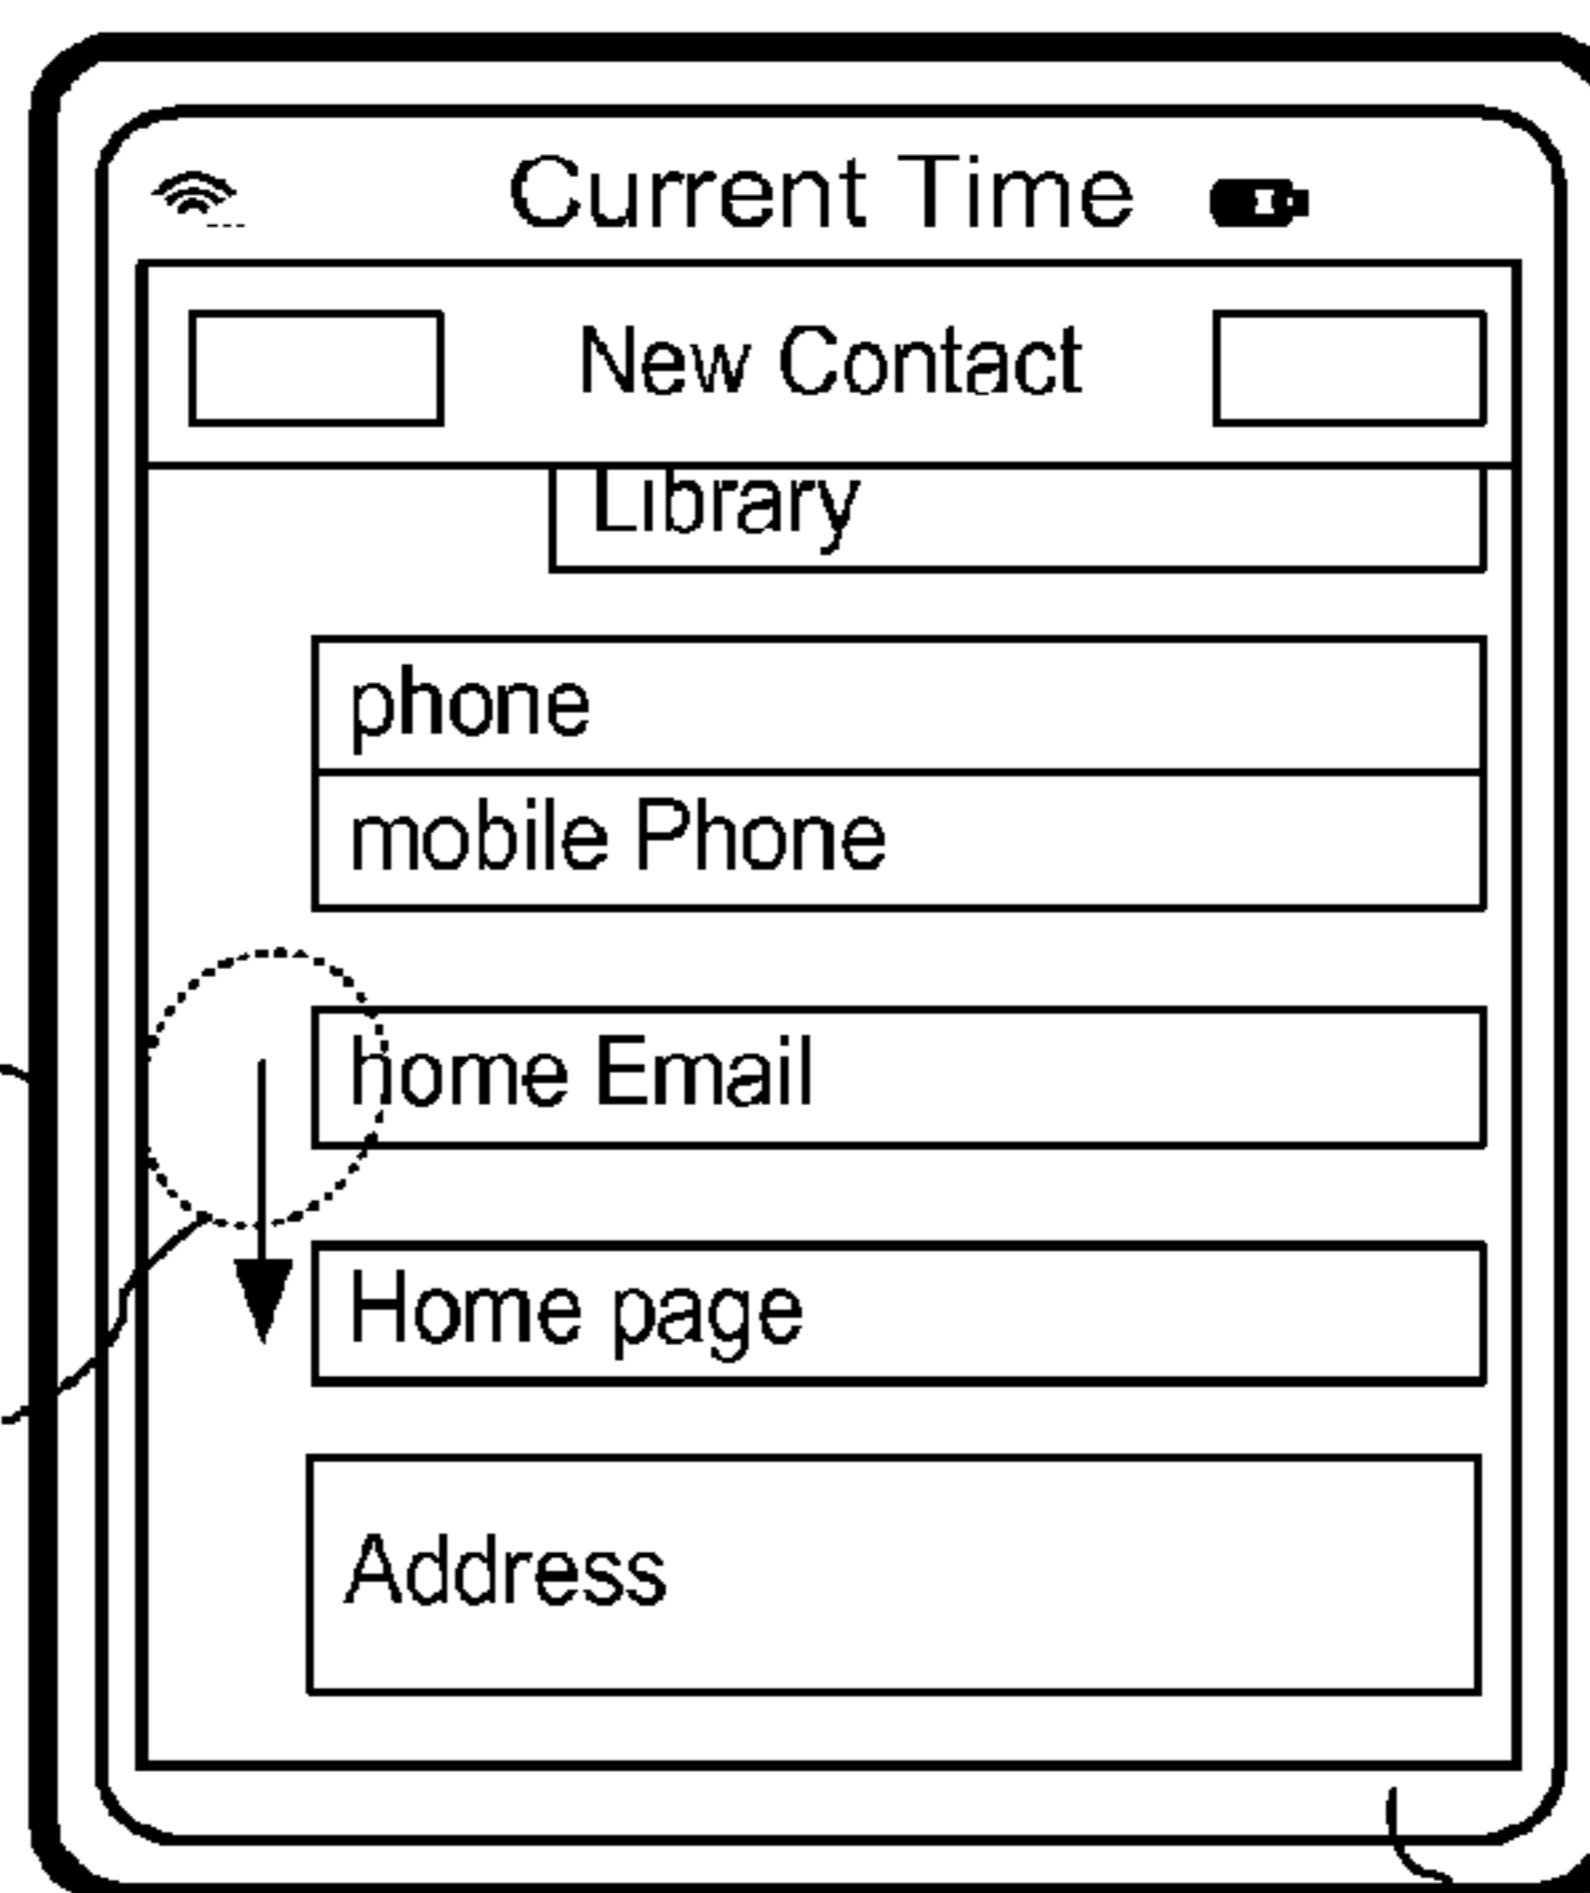 Current Time
New Contact
Library
phone
mobile Phone
home Email
Home page
Address